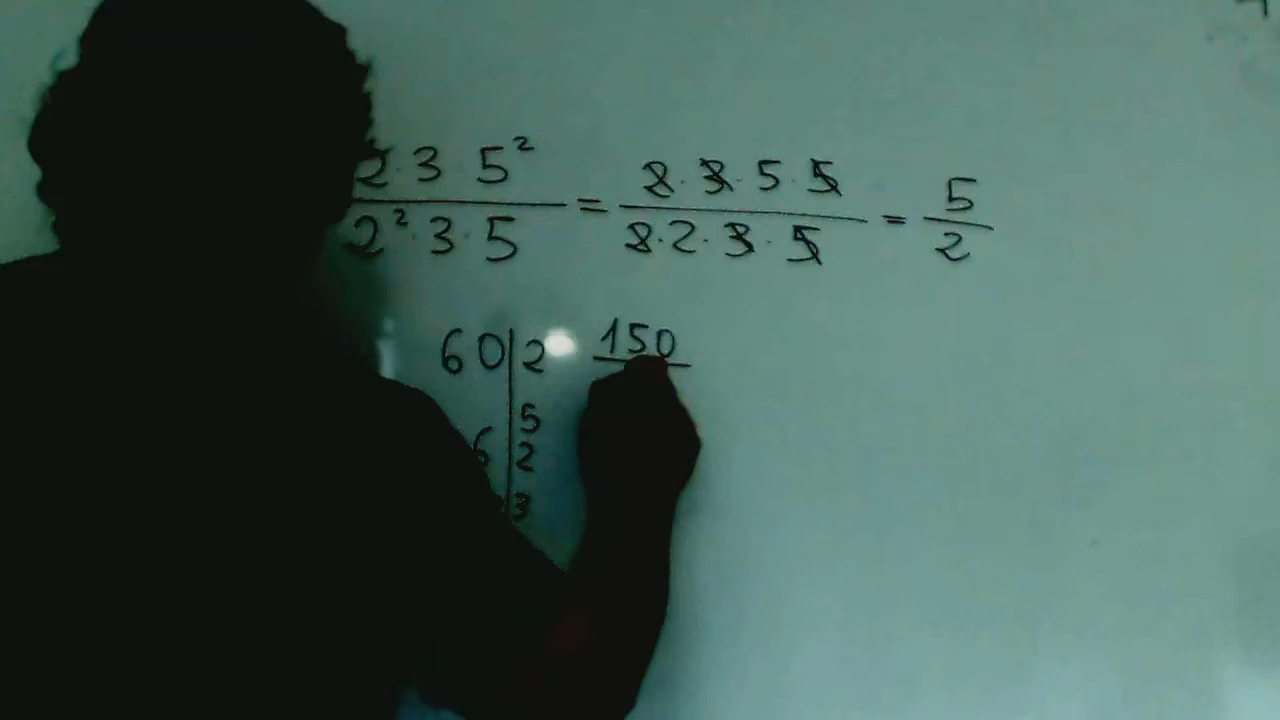 2·3 5² / 2²·3·5 = 2·3·5·5 / 2·2·3·5 = 5/2
60|2 150
|5
6|2
|3